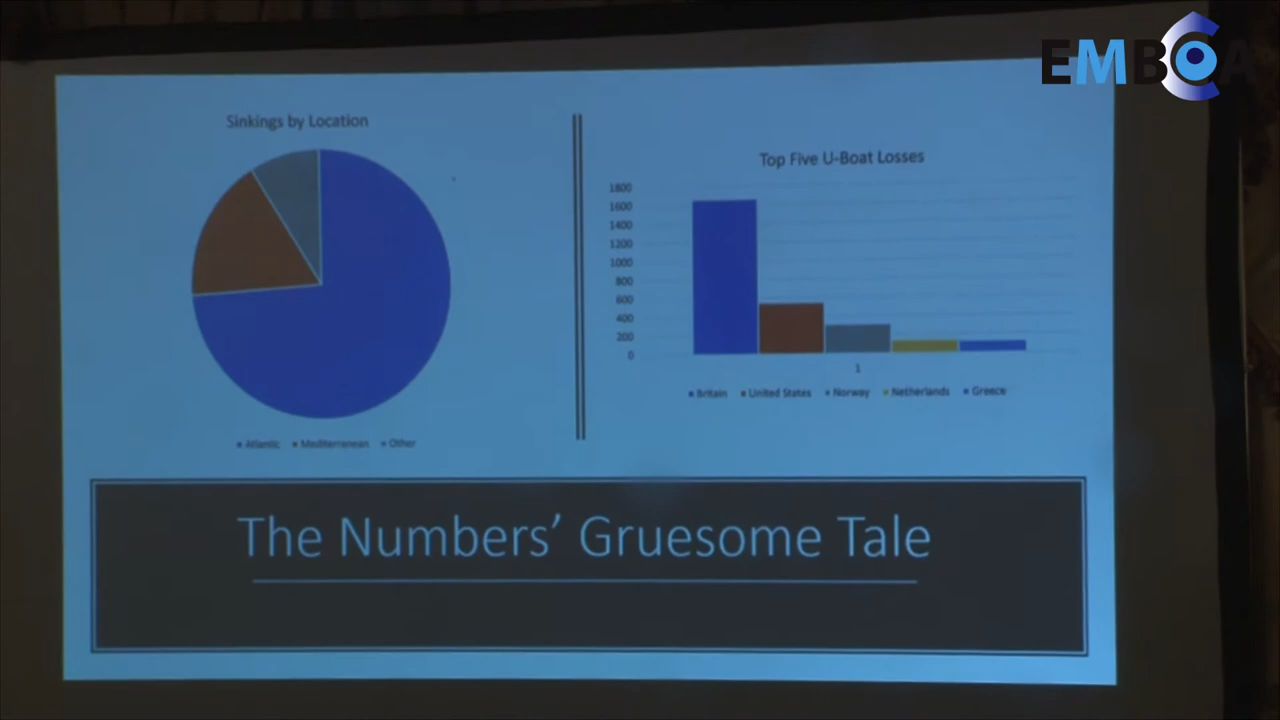 EMBCA
Sinkings by Location
Atlantic Mediterranean Other
Top Five U-Boat Losses
1800
1600
1400
1200
1000
800
600
400
200
0
1
Britain United States Norway Netherlands Greece
The Numbers’ Gruesome Tale